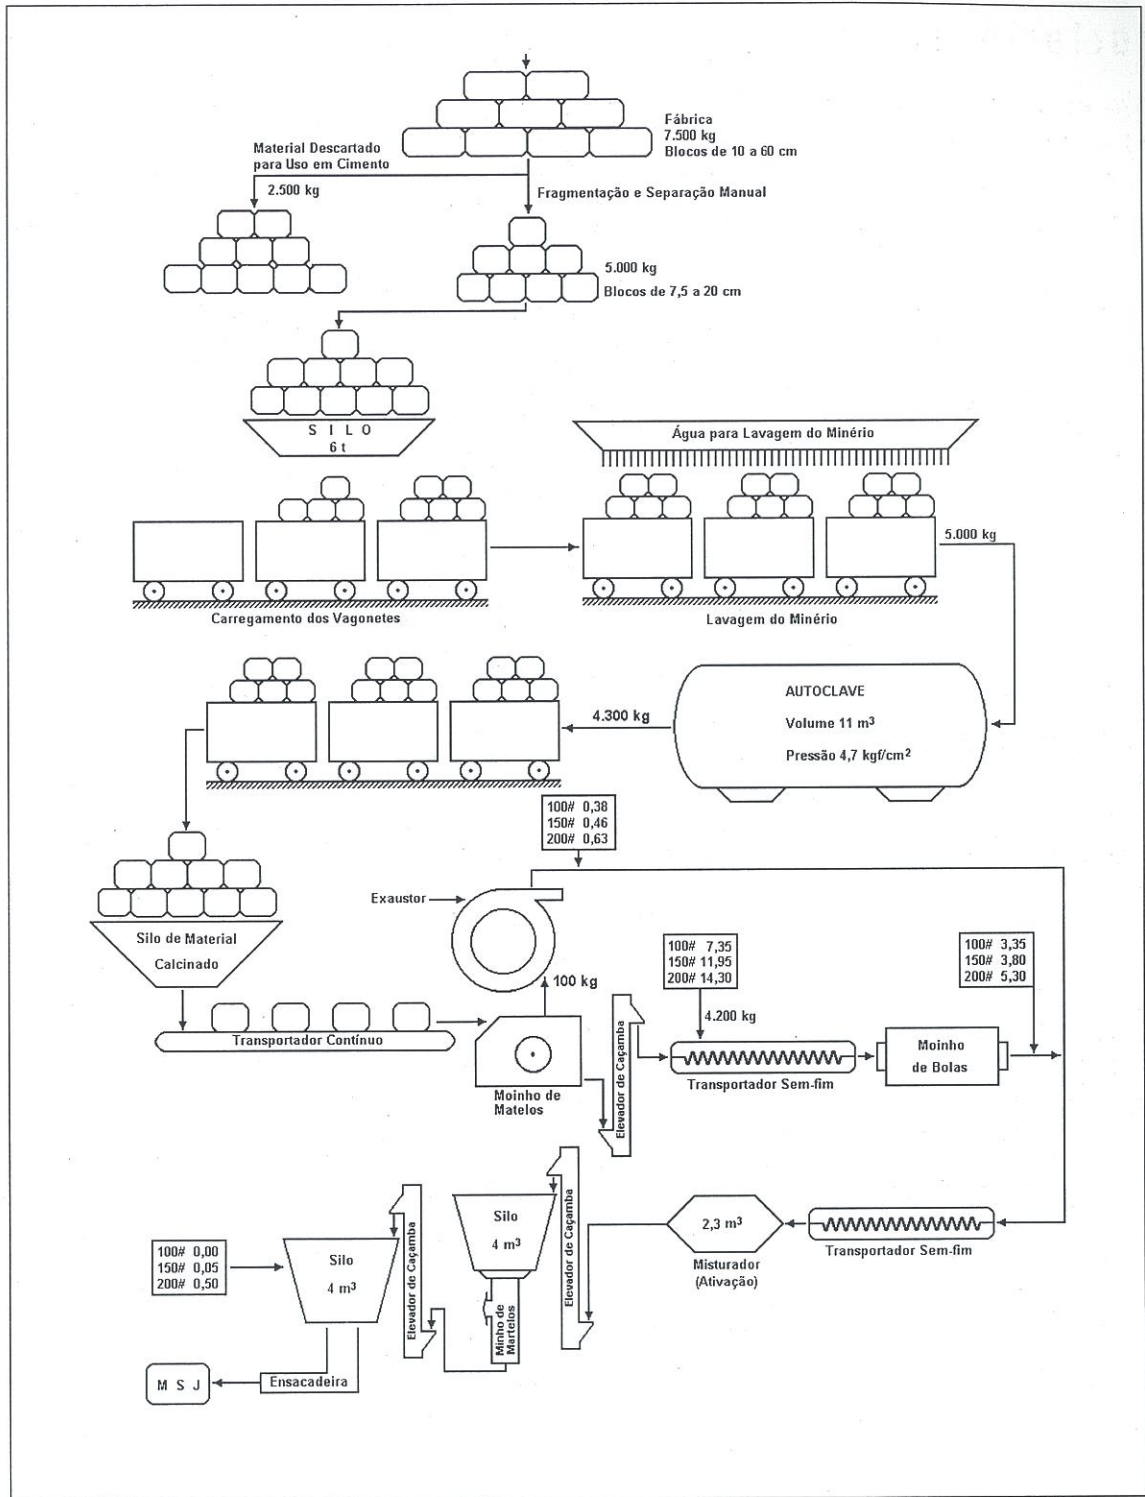 Fábrica
7.500 kg
Blocos de 10 a 60 cm
Material Descartado
para Uso em Cimento
2.500 kg
Fragmentação e Separação Manual
5.000 kg
Blocos de 7,5 a 20 cm
S I L O
6 t
Água para Lavagem do Minério
5.000 kg
Carregamento dos Vagonetes
Lavagem do Minério
AUTOCLAVE
Volume 11 m³
Pressão 4,7 kgf/cm²
4.300 kg
100# 0,38
150# 0,46
200# 0,63
Exaustor
Silo de Material
Calcinado
100 kg
100# 7,35
150# 11,95
200# 14,30
4.200 kg
100# 3,35
150# 3,80
200# 5,30
Transportador Contínuo
Moinho de
Matelos
Elevador de Caçamba
Transportador Sem-fim
Moinho
de Bolas
Silo
4 m³
Elevador de Caçamba
2,3 m³
Misturador
(Ativação)
Transportador Sem-fim
100# 0,00
150# 0,05
200# 0,50
Silo
4 m³
Elevador de Caçamba
Minho de
Martelos
Ensacadeira
M S J